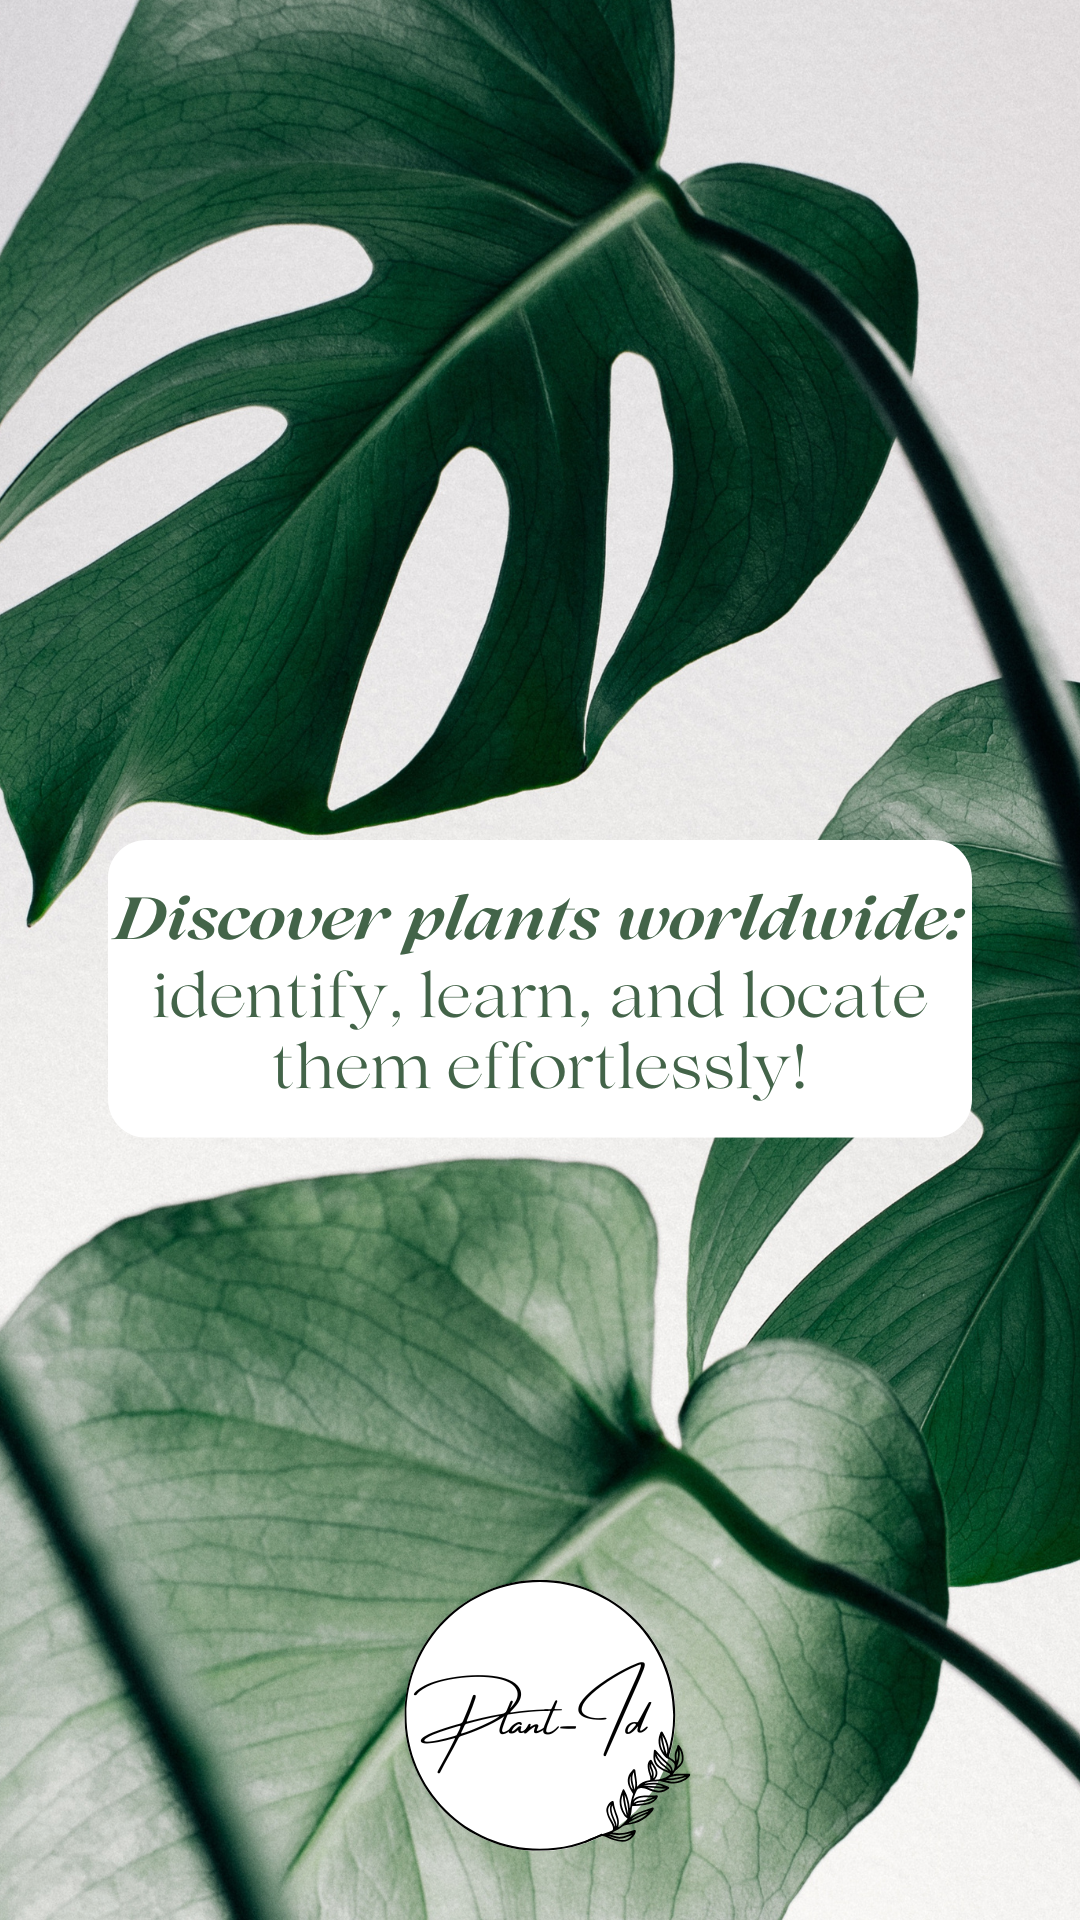 Discover plants worldwide:
identify, learn, and locate
them effortlessly!
Plant-Id